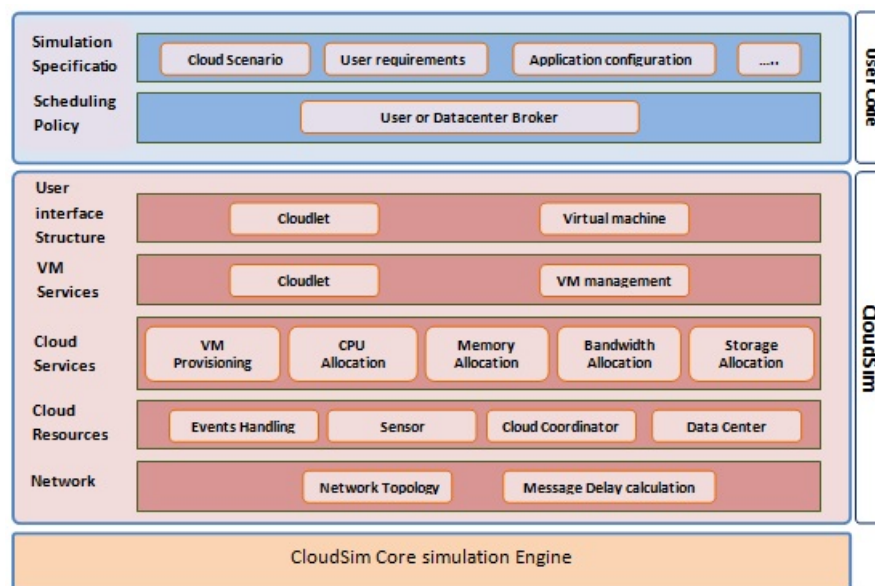 Simulation
Specificatio
Cloud Scenario
User requirements
Application configuration
.....
Scheduling
Policy
User or Datacenter Broker
User Code
User
interface
Structure
Cloudlet
Virtual machine
VM
Services
Cloudlet
VM management
Cloud
Services
VM
Provisioning
CPU
Allocation
Memory
Allocation
Bandwidth
Allocation
Storage
Allocation
Cloud
Resources
Events Handling
Sensor
Cloud Coordinator
Data Center
Network
Network Topology
Message Delay calculation
CloudSim
CloudSim Core simulation Engine